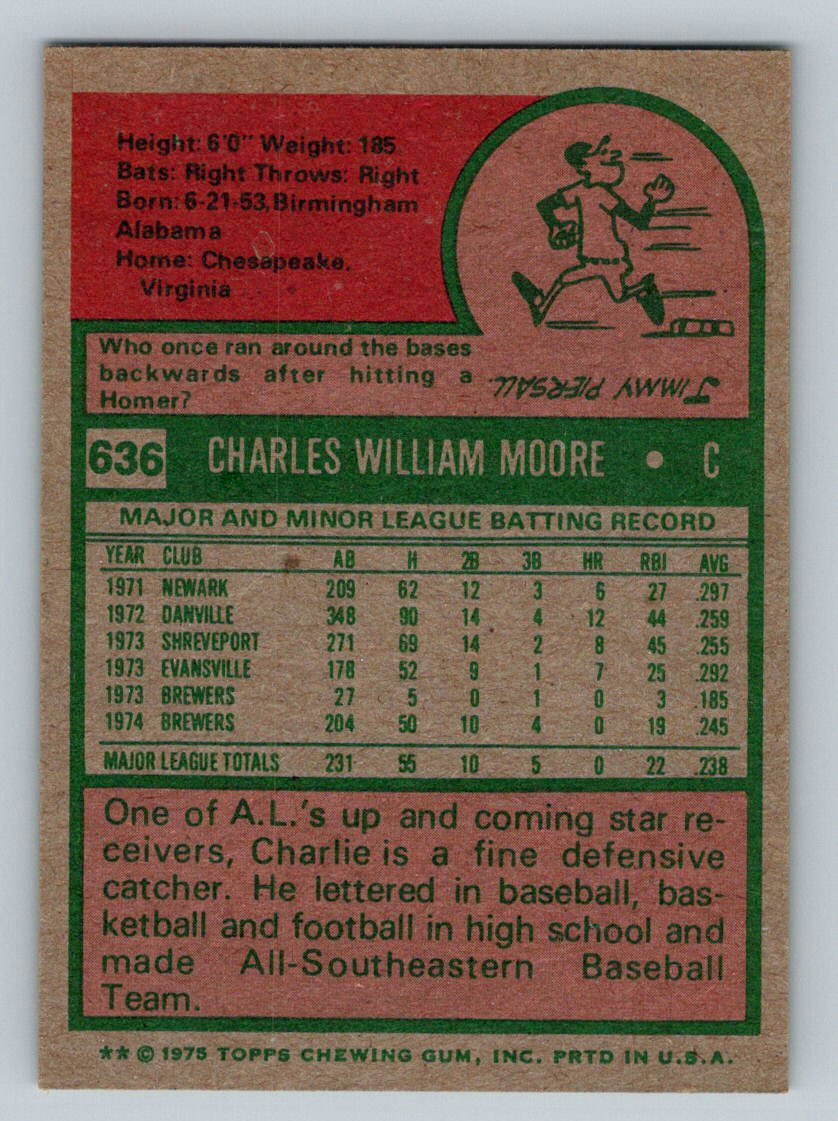 Height: 6'0" Weight: 185
Bats: Right Throws: Right
Born: 6-21-53, Birmingham
Alabama
Home: Chesapeake,
Virginia
Who once ran around the bases
backwards after hitting a
Homer?
JIMMY PIERSALL.
636 CHARLES WILLIAM MOORE • C
MAJOR AND MINOR LEAGUE BATTING RECORD
YEAR CLUB AB H 2B 3B HR RBI AVG
1971 NEWARK 209 62 12 3 6 27 .297
1972 DANVILLE 348 90 14 4 12 44 .259
1973 SHREVEPORT 271 69 14 2 8 45 .255
1973 EVANSVILLE 178 52 9 1 7 25 .292
1973 BREWERS 27 5 0 1 0 3 .185
1974 BREWERS 204 50 10 4 0 19 .245
MAJOR LEAGUE TOTALS 231 55 10 5 0 22 .238
One of A.L.'s up and coming star re-
ceivers, Charlie is a fine defensive
catcher. He lettered in baseball, bas-
ketball and football in high school and
made All-Southeastern Baseball
Team.
** © 1975 TOPPS CHEWING GUM, INC. PRTD IN U.S.A.